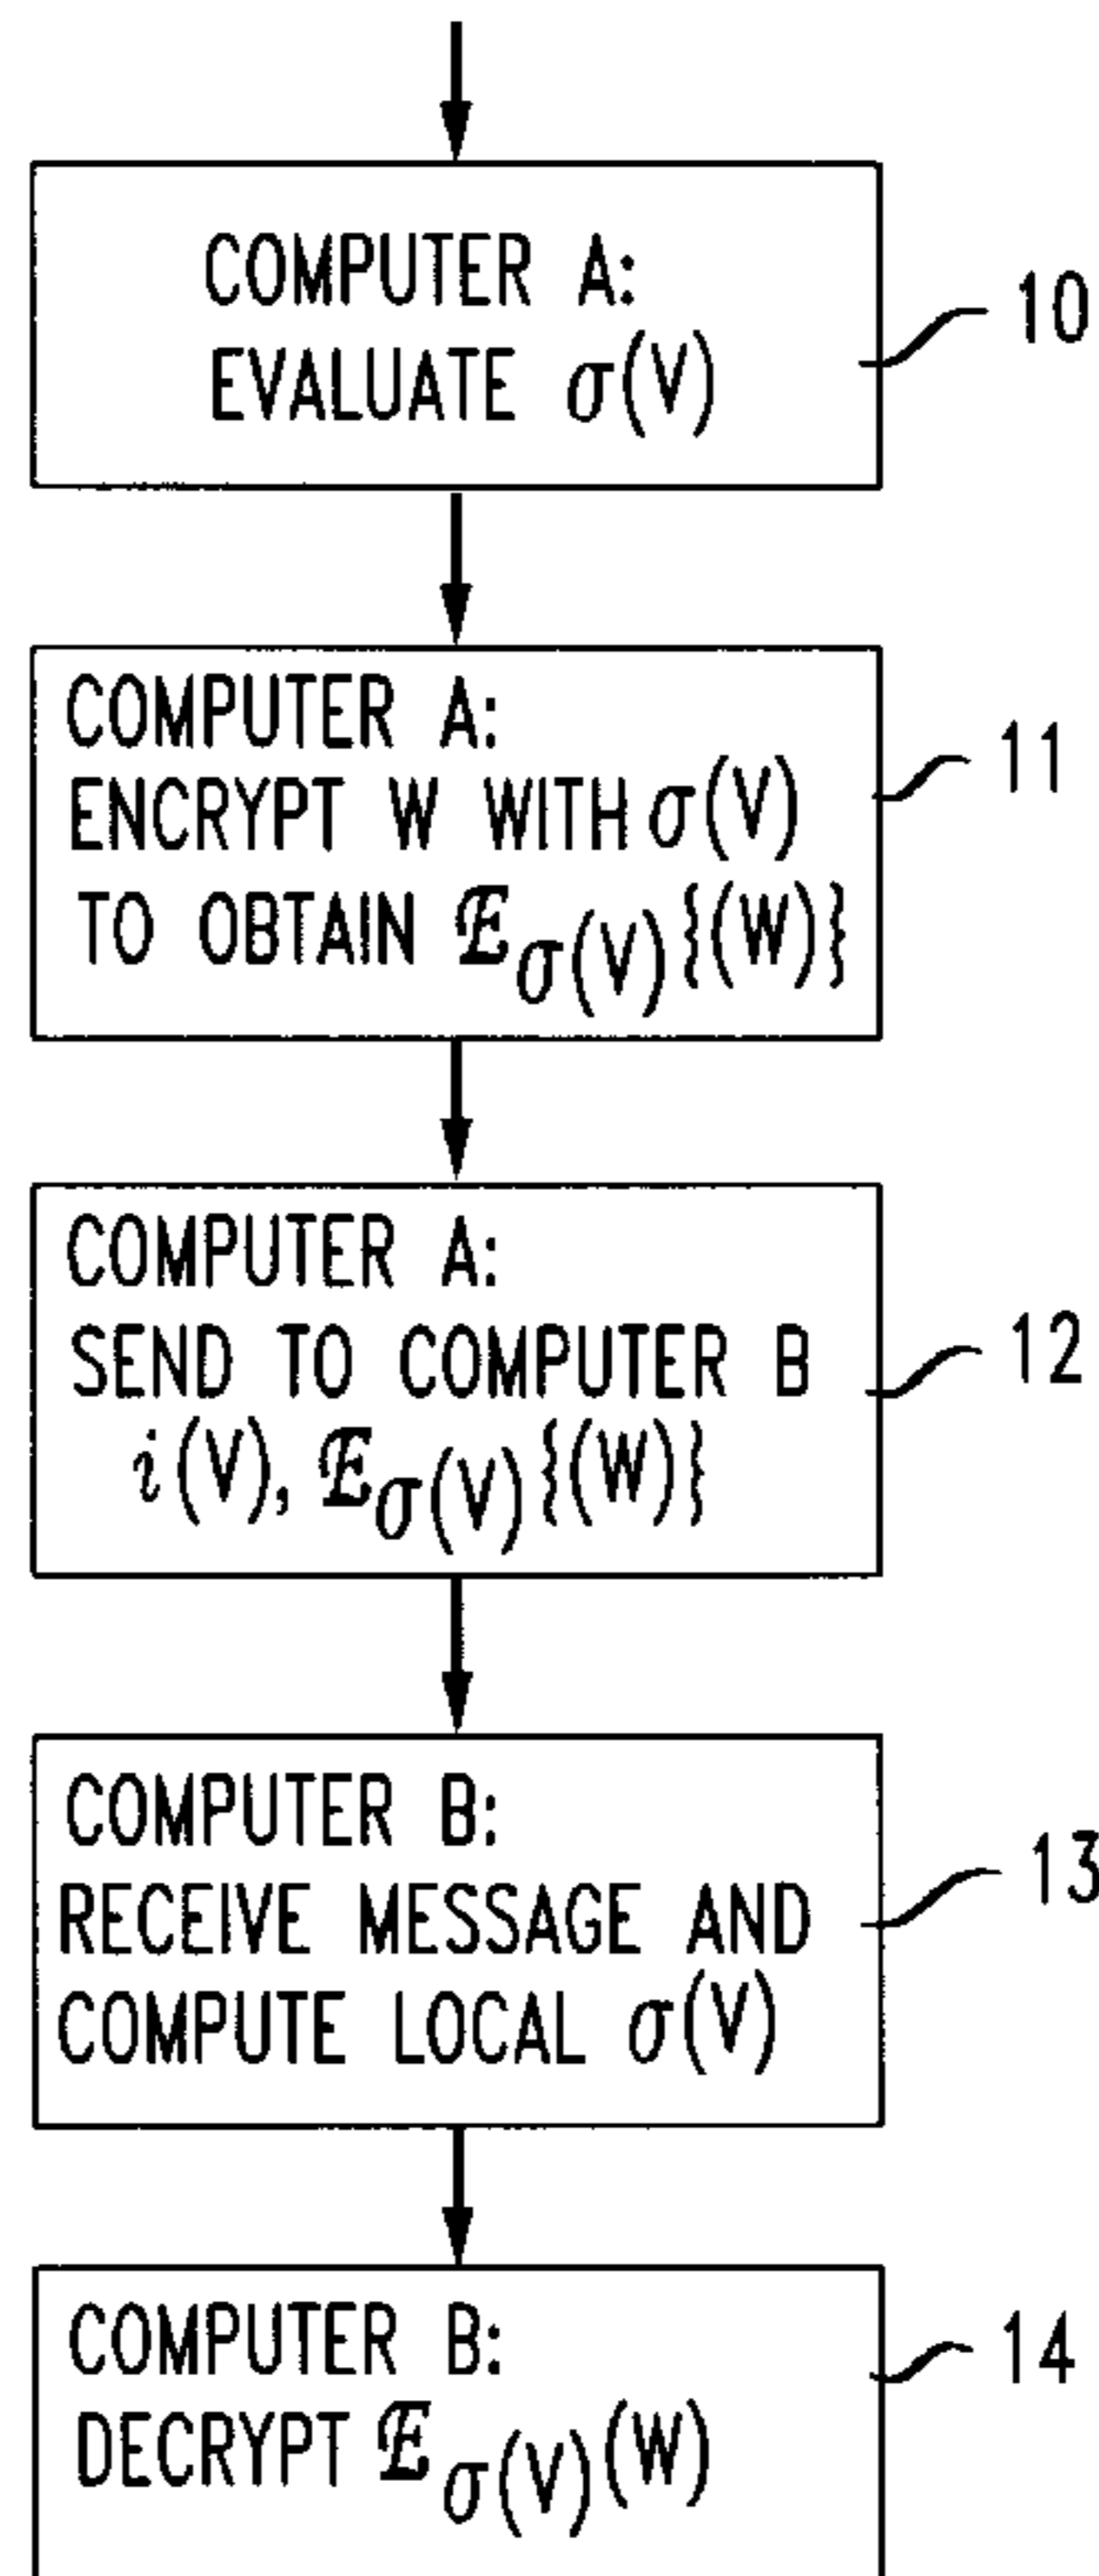 COMPUTER A:
EVALUATE σ(V)
10
COMPUTER A:
ENCRYPT W WITH σ(V)
TO OBTAIN ℰσ(V){(W)}
11
COMPUTER A:
SEND TO COMPUTER B
i(V), ℰσ(V){(W)}
12
COMPUTER B:
RECEIVE MESSAGE AND
COMPUTE LOCAL σ(V)
13
COMPUTER B:
DECRYPT ℰσ(V)(W)
14